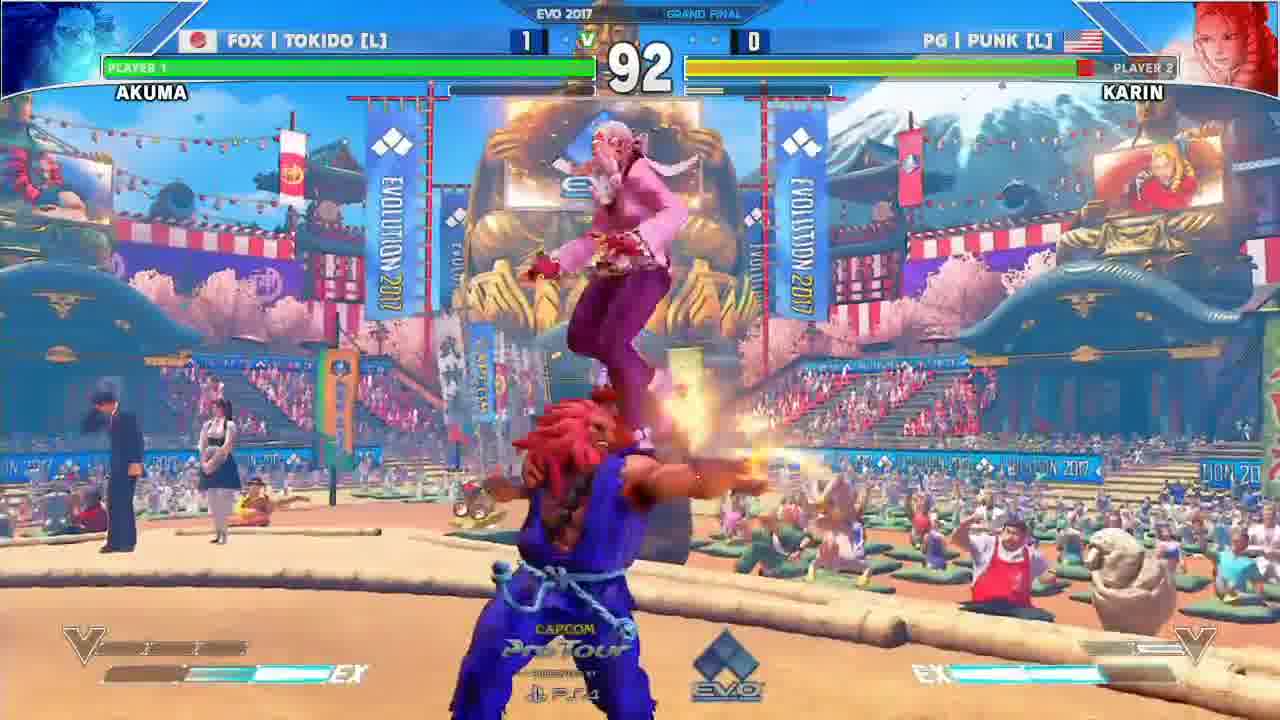 EVO 2017 GRAND FINAL
FOX | TOKIDO [L] 1 V 92 0 PG | PUNK [L]
PLAYER 1 PLAYER 2
AKUMA KARIN
EVOLUTION 2017
EVOLUTION 2017
CAPCOM
Pro Tour
PS4
EVO
EX EX
V V